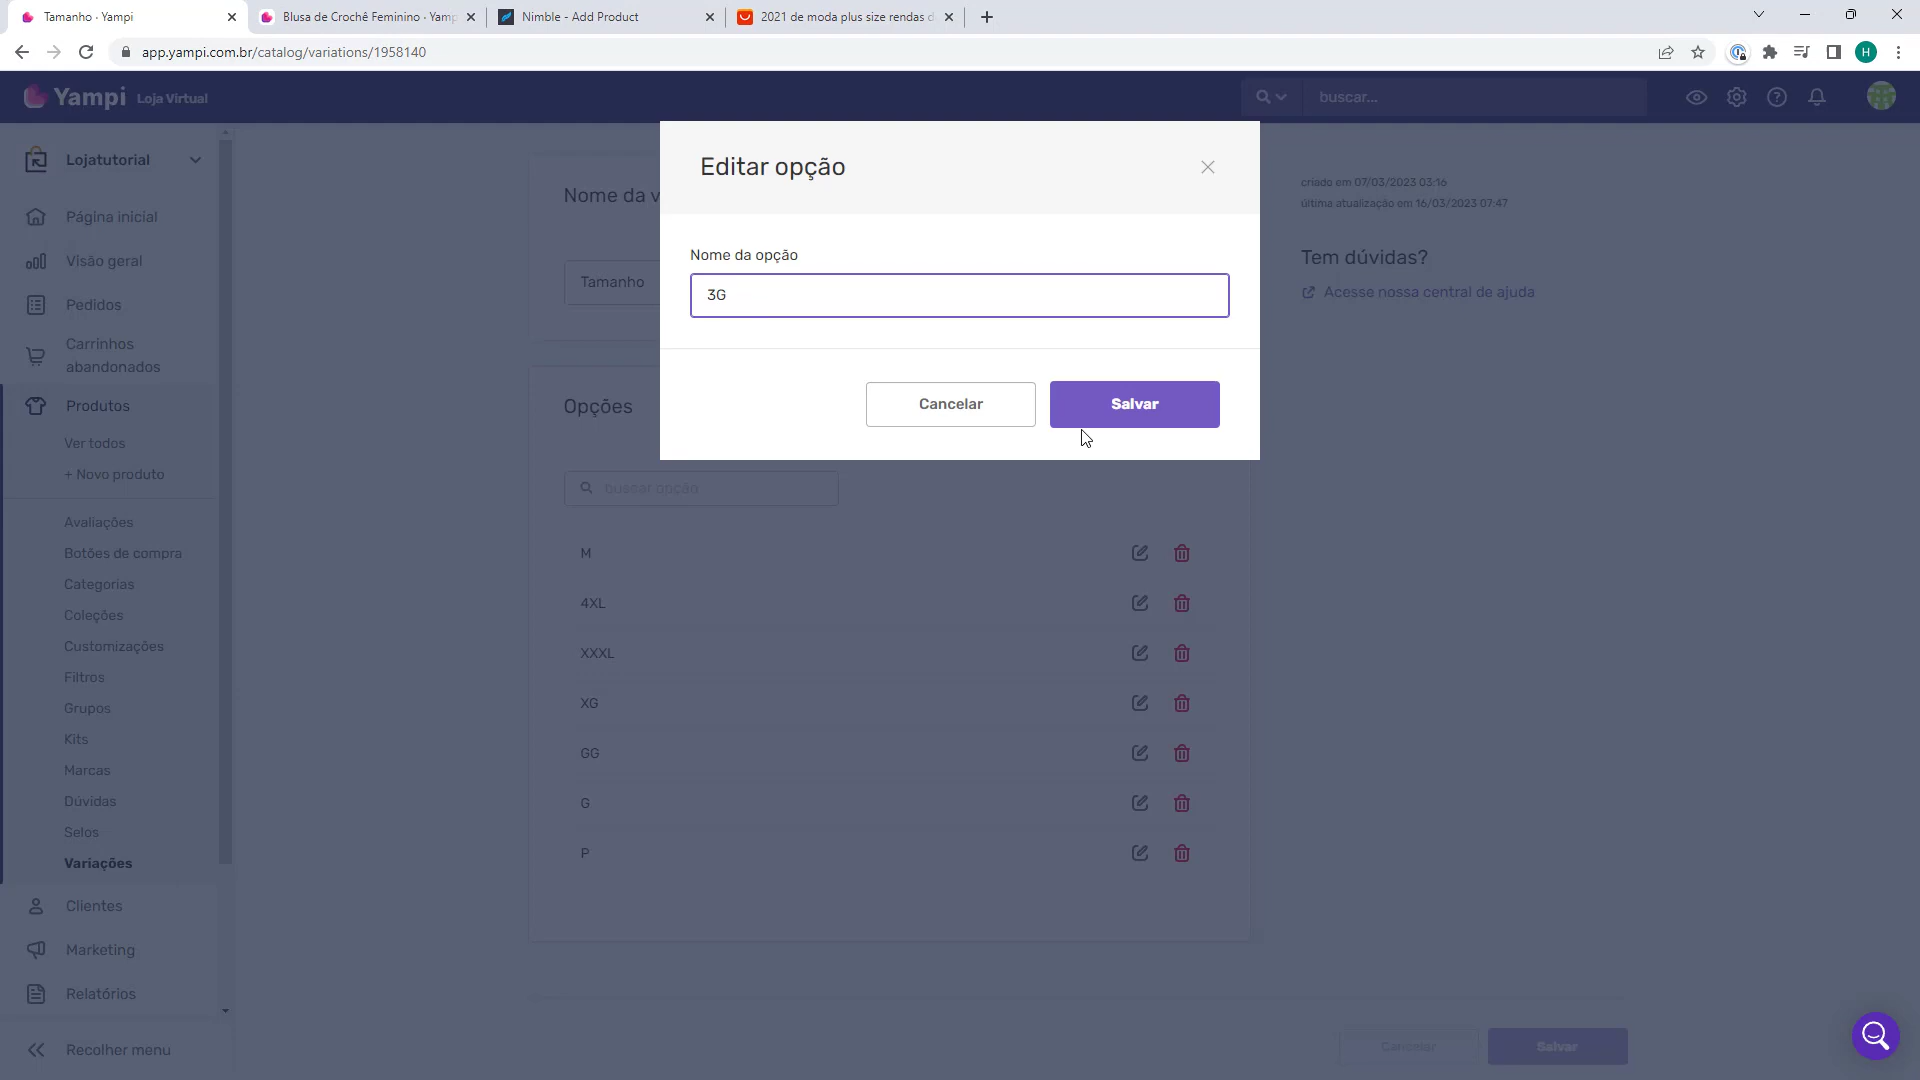 Tamanho · Yampi
Blusa de Crochê Feminino · Yamp
Nimble - Add Product
2021 de moda plus size rendas d
app.yampi.com.br/catalog/variations/1958140
H
Yampi Loja Virtual
buscar...
Lojatutorial
Página inicial
Visão geral
Pedidos
Carrinhos
abandonados
Produtos
Ver todos
+ Novo produto
Avaliações
Botões de compra
Categorias
Coleções
Customizações
Filtros
Grupos
Kits
Marcas
Dúvidas
Selos
Variações
Clientes
Marketing
Relatórios
Recolher menu
Nome da v
Tamanho
Editar opção
Nome da opção
3G
Cancelar
Salvar
Opções
buscar opção
M
4XL
XXXL
XG
GG
G
P
criado em 07/03/2023 03:16
última atualização em 16/03/2023 07:47
Tem dúvidas?
Acesse nossa central de ajuda
Cancelar
Salvar